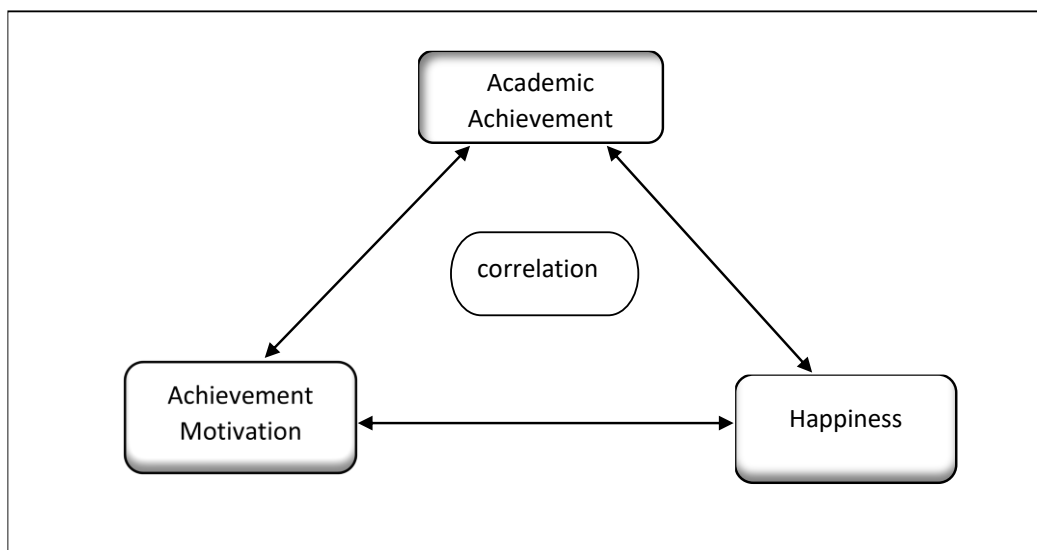 Academic
Achievement
correlation
Achievement
Motivation
Happiness